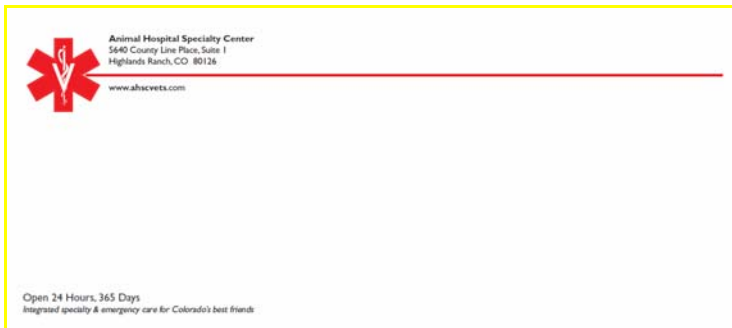 Animal Hospital Specialty Center
5640 County Line Place, Suite 1
Highlands Ranch, CO 80126
www.ahscvets.com
Open 24 Hours, 365 Days
Integrated specialty & emergency care for Colorado's best friends